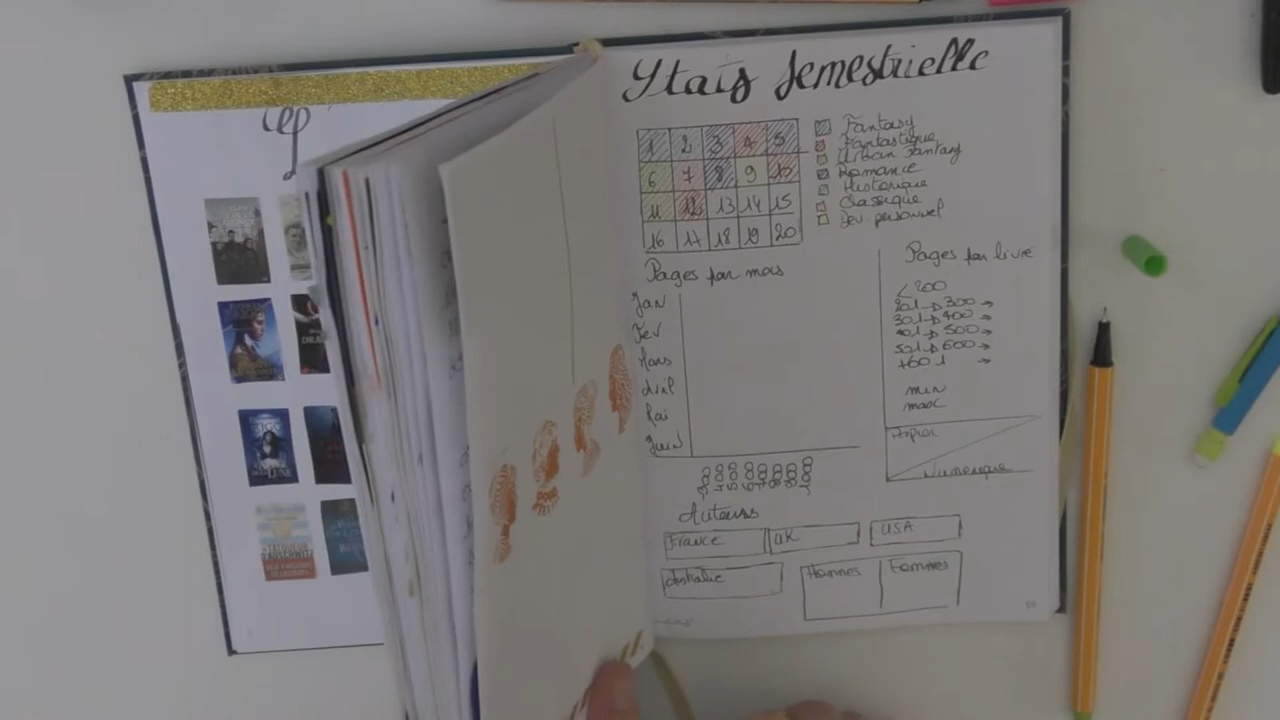 Stats Semestrielle
1 2 3 4 5
6 7 8 9 10
11 12 13 14 15
16 17 18 19 20
Fantasy
Fantastique
Urban Fantasy
Romance
Historique
Classique
Dev personnel
Pages par mois
Jan
Fev
Mars
Avril
Mai
Juin
Pages par livre
<200
201 → 300 →
301 → 400 →
401 → 500 →
501 → 600 →
+601 →
min
max
Papier
Numerique
Auteurs
France
UK
USA
Australie
Hommes
Femmes